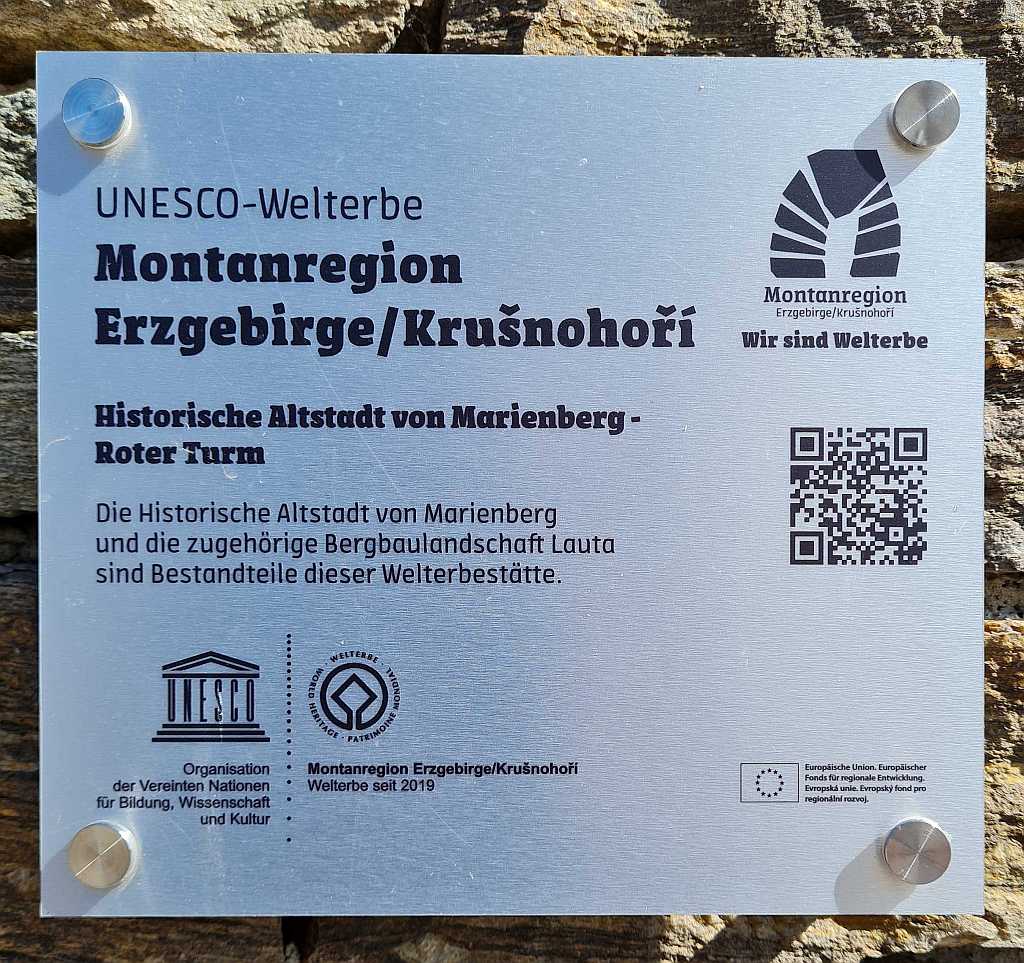 UNESCO-Welterbe
Montanregion
Erzgebirge/Krušnohoří
Montanregion
Erzgebirge/Krušnohoří
Wir sind Welterbe
Historische Altstadt von Marienberg -
Roter Turm
Die Historische Altstadt von Marienberg
und die zugehörige Bergbaulandschaft Lauta
sind Bestandteile dieser Welterbestätte.
UNESCO
WELTERBE · PATRIMOINE MONDIAL · WORLD HERITAGE ·
Organisation
der Vereinten Nationen
für Bildung, Wissenschaft
und Kultur
Montanregion Erzgebirge/Krušnohoří
Welterbe seit 2019
Europäische Union. Europäischer
Fonds für regionale Entwicklung.
Evropská unie. Evropský fond pro
regionální rozvoj.